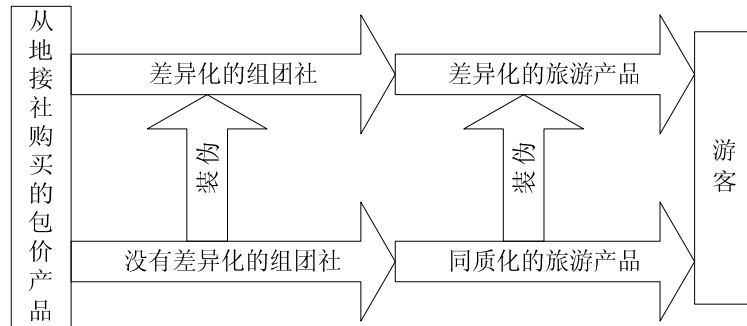 从地接社购买的包价产品
差异化的组团社
差异化的旅游产品
装伪
装伪
游客
没有差异化的组团社
同质化的旅游产品